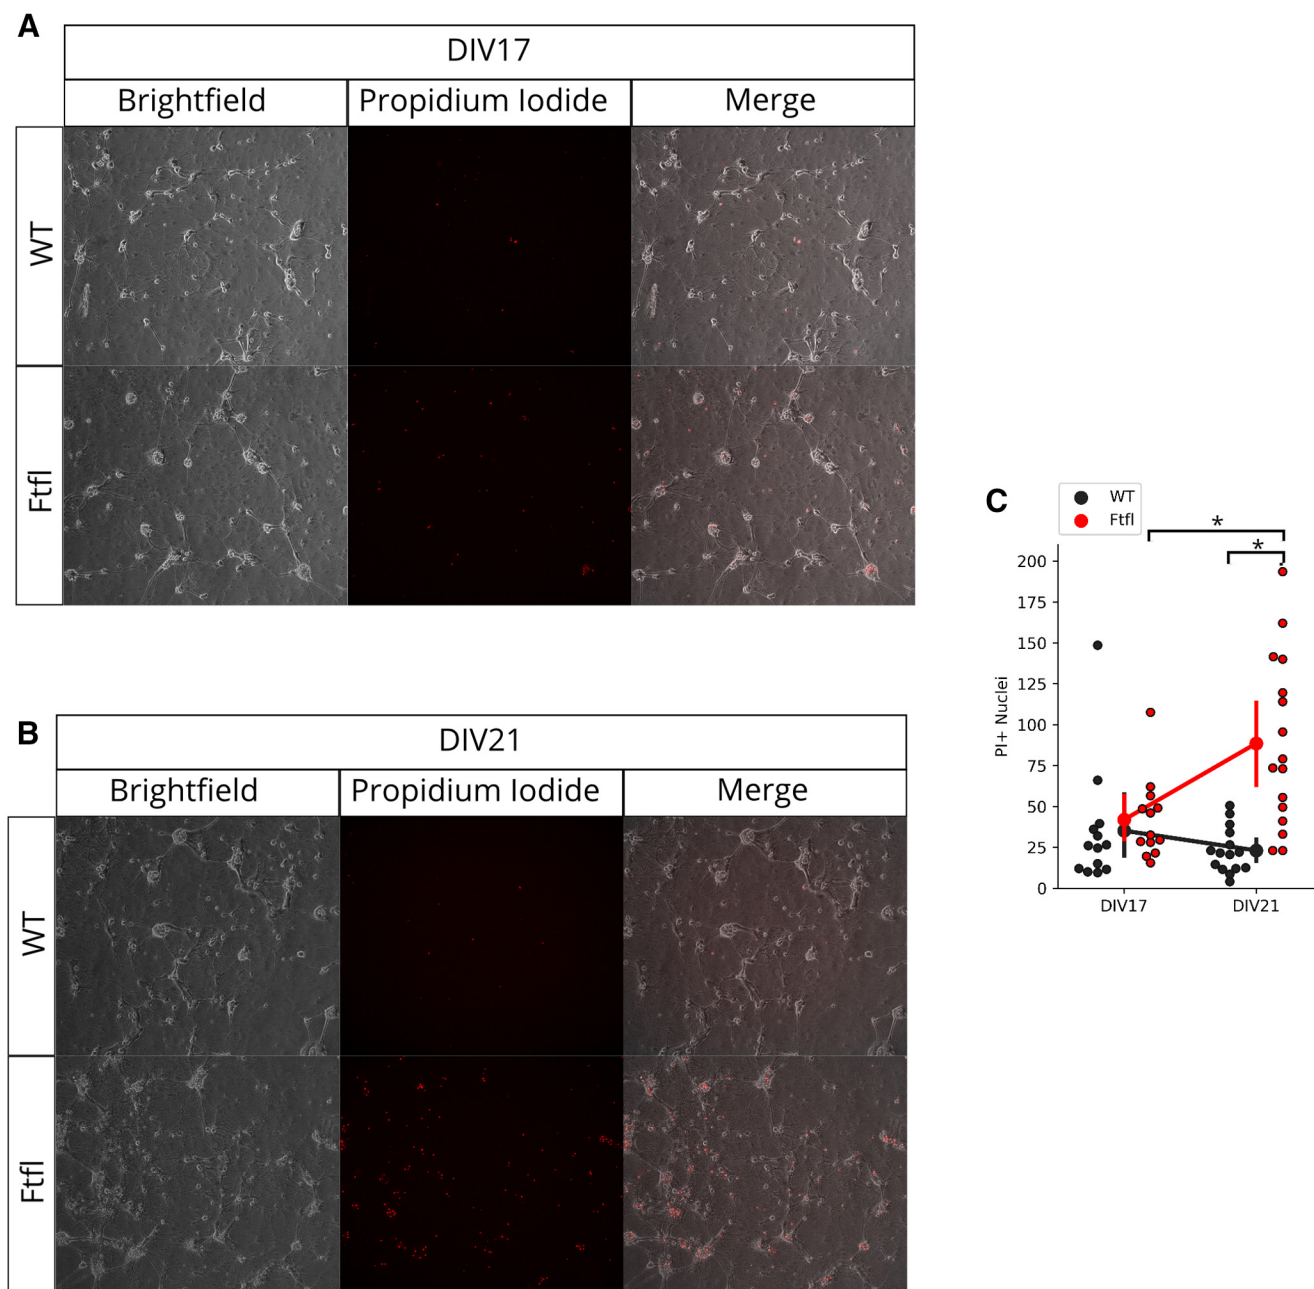 A
DIV17
Brightfield Propidium Iodide Merge
WT
Ftfl
B
DIV21
Brightfield Propidium Iodide Merge
WT
Ftfl
C
WT
Ftfl
*
*
200
175
150
125
100
75
50
25
0
PI+ Nuclei
DIV17 DIV21